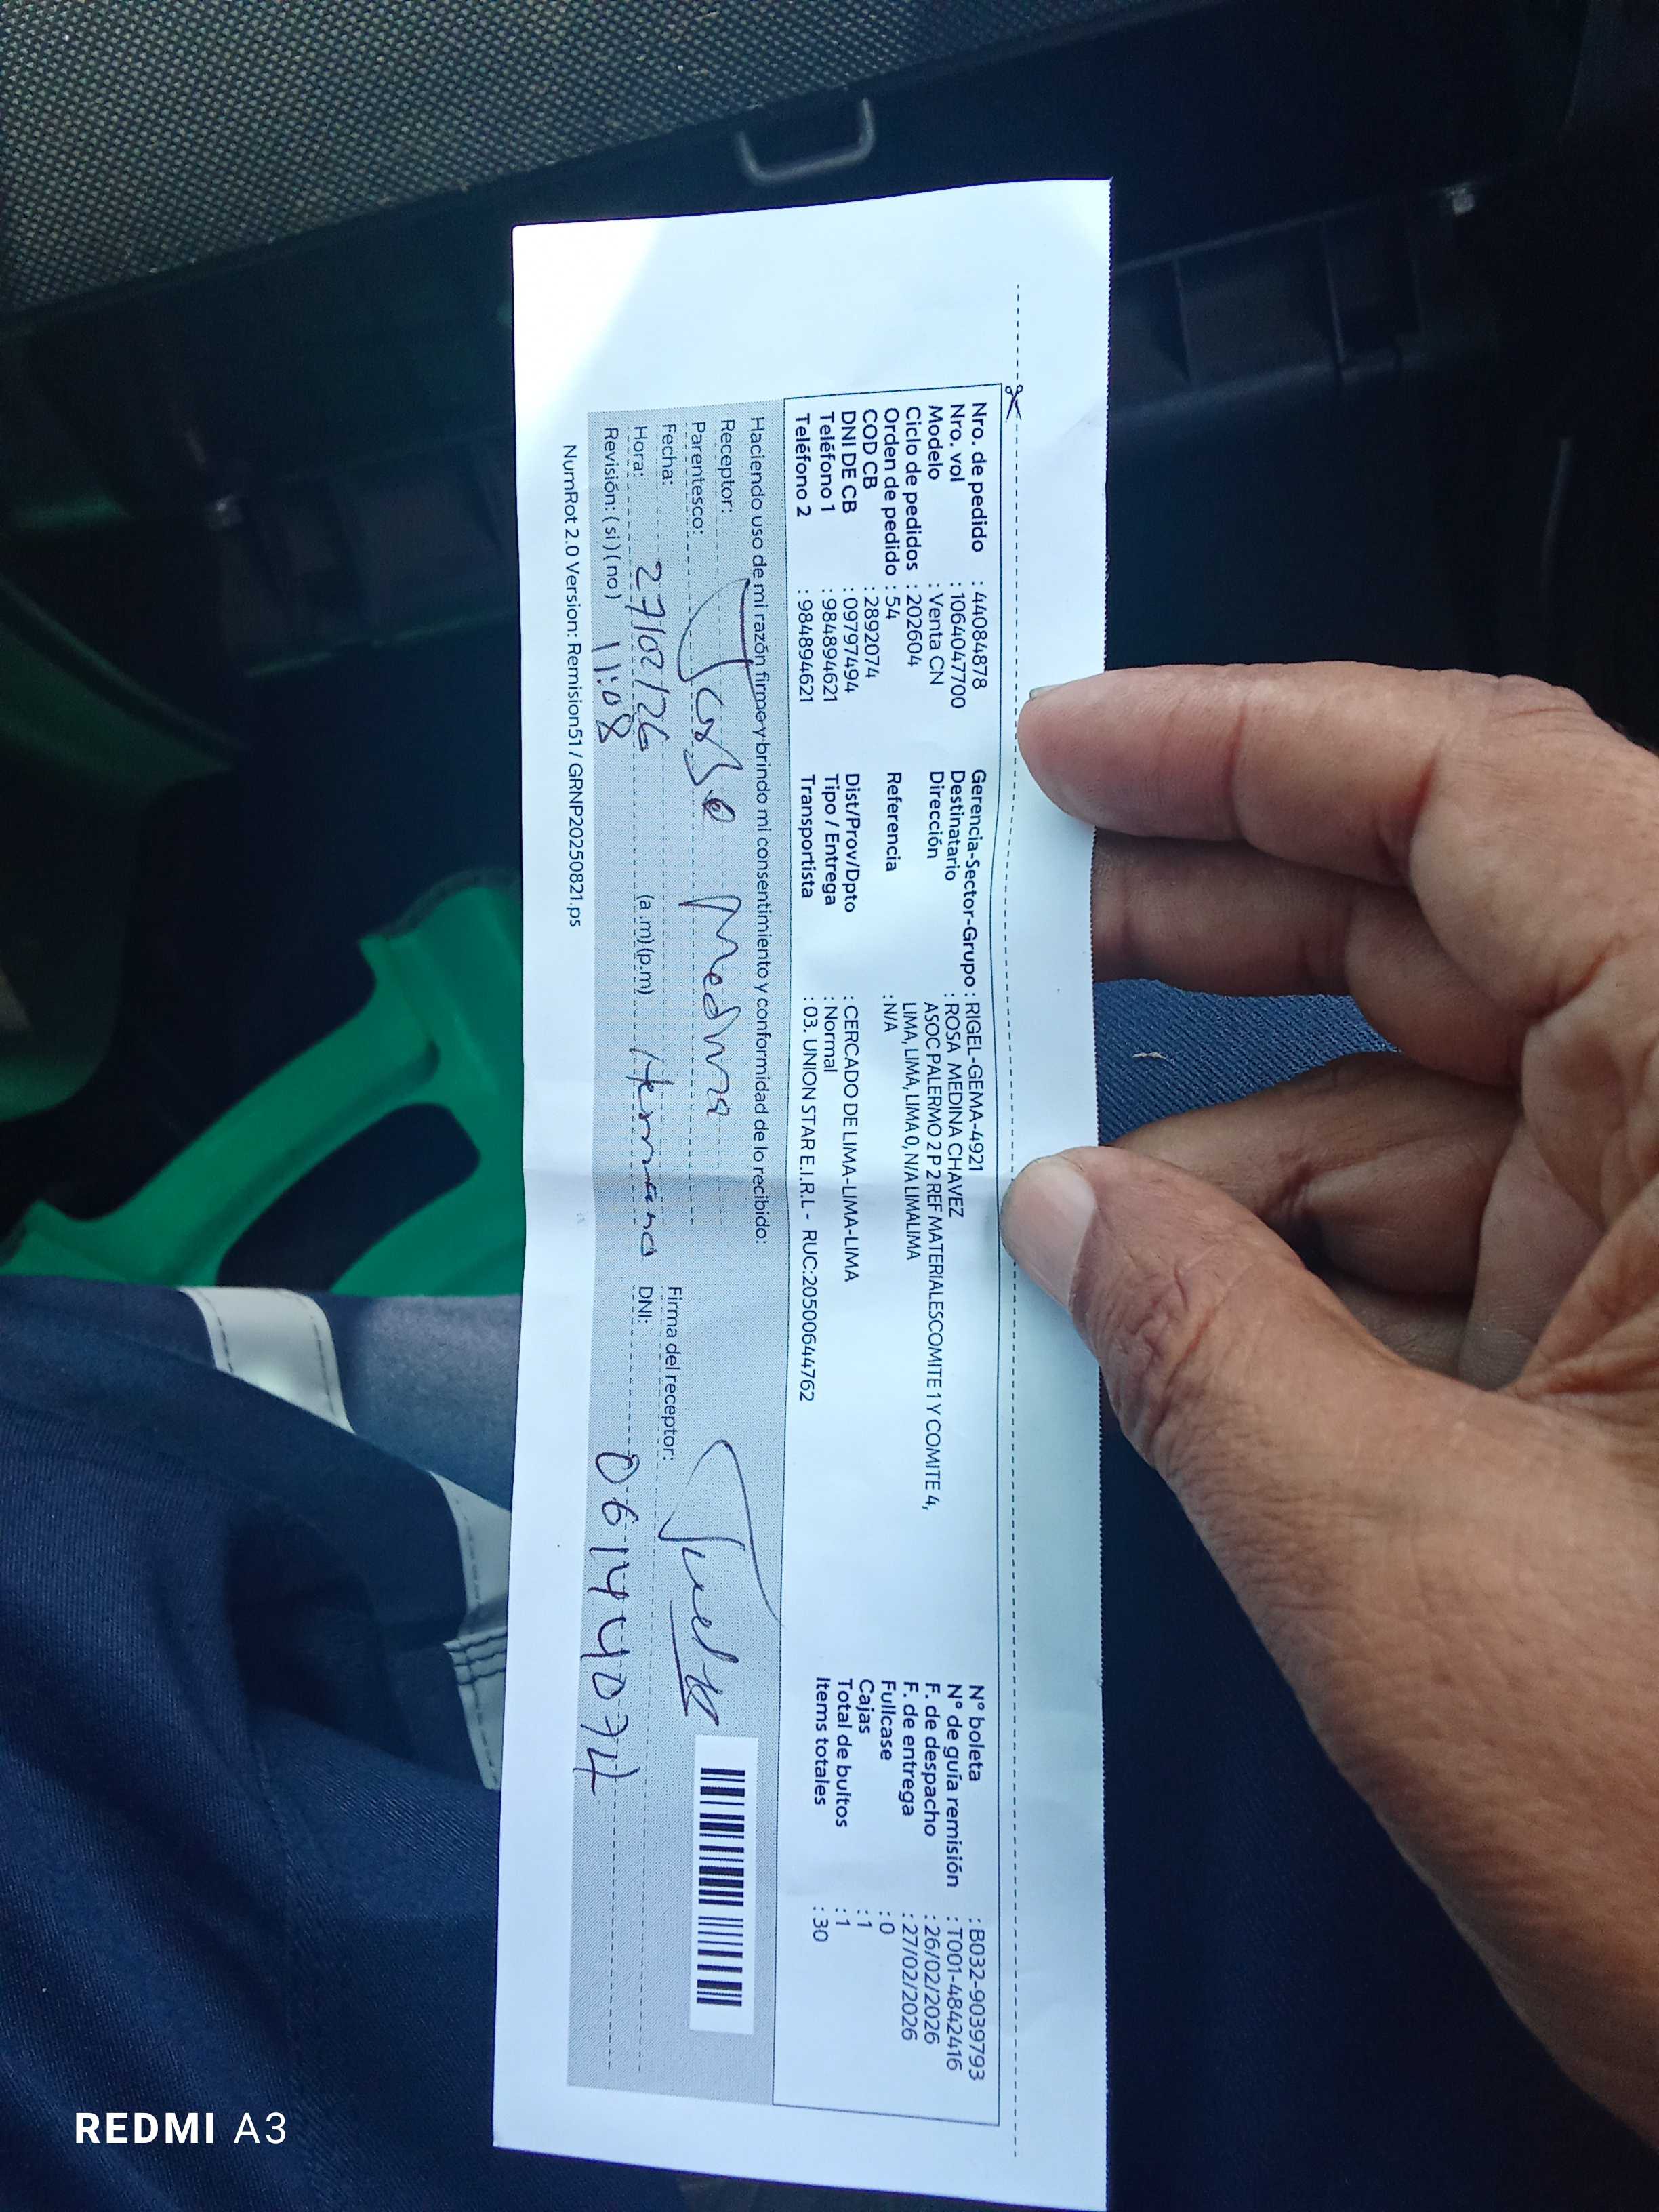 Nro. de pedido : 44084878
Nro. vol : 1064047700
Modelo : Venta CN
Ciclo de pedidos : 202604
Orden de pedido : 54
COD CB : 2892074
DNI DE CB : 09797494
Teléfono 1 : 984894621
Teléfono 2 : 984894621
Gerencia-Sector-Grupo : RIGEL-GEMA-4921
Destinatario : ROSA MEDINA CHAVEZ
Dirección ASOC PALERMO 2 P 2 REF MATERIALESCOMITE 1 Y COMITE 4,
LIMA, LIMA, LIMA 0, N/A LIMALIMA
Referencia : N/A
Dist/Prov/Dpto : CERCADO DE LIMA-LIMA-LIMA
Tipo / Entrega : Normal
Transportista : 03. UNION STAR E.I.R.L - RUC:20500644762
N° boleta : B032-9039793
N° de guía remisión : T001-4842416
F. de despacho : 26/02/2026
F. de entrega : 27/02/2026
Fullcase : 0
Cajas : 1
Total de bultos : 1
Items totales : 30
Haciendo uso de mi razón firme y brindo mi consentimiento y conformidad de lo recibido:
Receptor: Jorge Medina
Parentesco: Hermano
Fecha: 27/02/26
Hora: 11:08 (a .m) (p.m)
Revisión: ( si ) ( no )
Firma del receptor:
DNI: 06144074
NumRot 2.0 Version: Remision51 / GRNP20250821.ps
REDMI A3